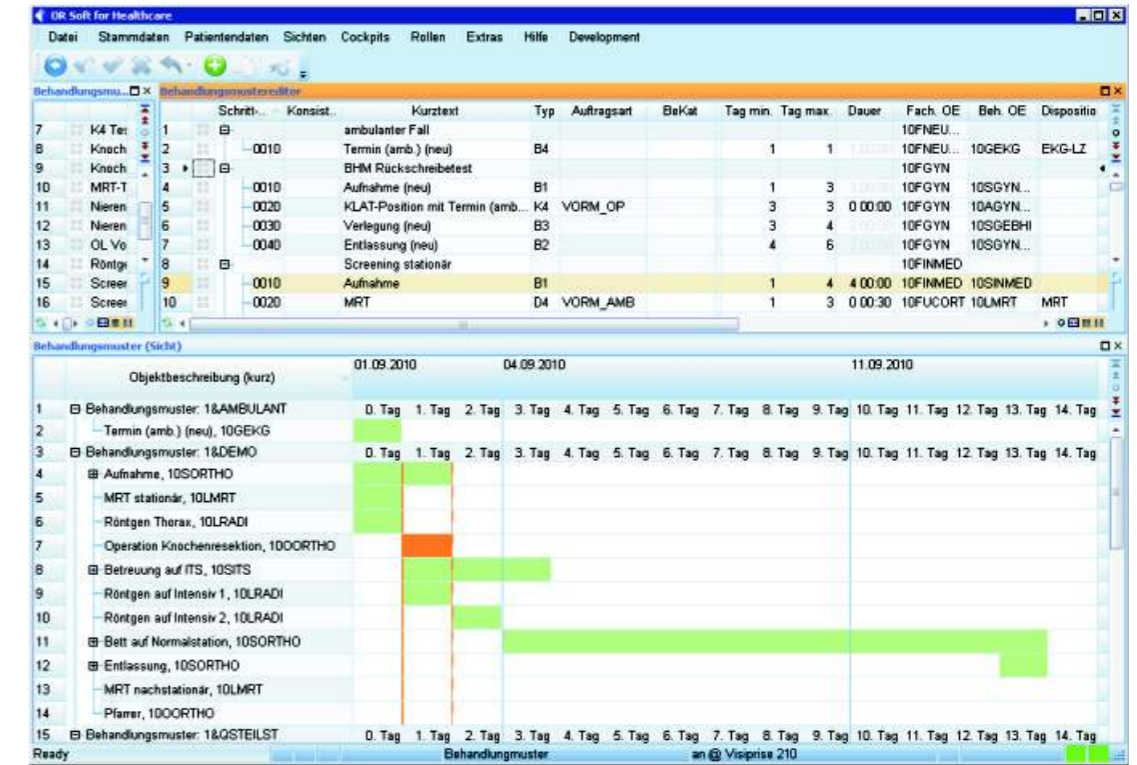 OR Soft for Healthcare
Datei Stammdaten Patientendaten Sichten Cockpits Rollen Extras Hilfe Development
Behandlungsmu... Behandlungsmustereditor
Schritt-... Konsist... Kurztext Typ Auftragsart BeKat Tag min. Tag max. Dauer Fach. OE Beh. OE Dispositio
7 K4 Tes 1 ambulanter Fall 10FNEU...
8 Knoch 2 0010 Termin (amb.) (neu) B4 1 1 10FNEU... 10GEKG EKG-LZ
9 Knoch 3 BHM Rückschreibetest 10FGYN
10 MRT-T 4 0010 Aufnahme (neu) B1 1 3 10FGYN 10SGYN...
11 Nieren 5 0020 KLAT-Position mit Termin (amb... K4 VORM_OP 3 3 0 00:00 10FGYN 10AGYN...
12 Nieren 6 0030 Verlegung (neu) B3 3 4 10FGYN 10SGEBHI
13 OL Vo 7 0040 Entlassung (neu) B2 4 6 10FGYN 10SGYN...
14 Röntge 8 Screening stationär 10FINMED
15 Screer 9 0010 Aufnahme B1 1 4 4 00:00 10FINMED 10SINMED
16 Screer 10 0020 MRT D4 VORM_AMB 1 3 0 00:30 10FUCORT 10LMRT MRT
Behandlungsmuster (Sicht)
Objektbeschreibung (kurz) 01.09.2010 04.09.2010 11.09.2010
1 Behandlungsmuster: 1&AMBULANT 0. Tag 1. Tag 2. Tag 3. Tag 4. Tag 5. Tag 6. Tag 7. Tag 8. Tag 9. Tag 10. Tag 11. Tag 12. Tag 13. Tag 14. Tag
2 Termin (amb.) (neu), 10GEKG
3 Behandlungsmuster: 1&DEMO 0. Tag 1. Tag 2. Tag 3. Tag 4. Tag 5. Tag 6. Tag 7. Tag 8. Tag 9. Tag 10. Tag 11. Tag 12. Tag 13. Tag 14. Tag
4 Aufnahme, 10SORTHO
5 MRT stationär, 10LMRT
6 Röntgen Thorax, 10LRADI
7 Operation Knochenresektion, 10OORTHO
8 Betreuung auf ITS, 10SITS
9 Röntgen auf Intensiv 1, 10LRADI
10 Röntgen auf Intensiv 2, 10LRADI
11 Bett auf Normalstation, 10SORTHO
12 Entlassung, 10SORTHO
13 MRT nachstationär, 10LMRT
14 Pfarrer, 10OORTHO
15 Behandlungsmuster: 1&QSTEILST 0. Tag 1. Tag 2. Tag 3. Tag 4. Tag 5. Tag 6. Tag 7. Tag 8. Tag 9. Tag 10. Tag 11. Tag 12. Tag 13. Tag 14. Tag
Ready Behandlungmuster an @ Visiprise 210